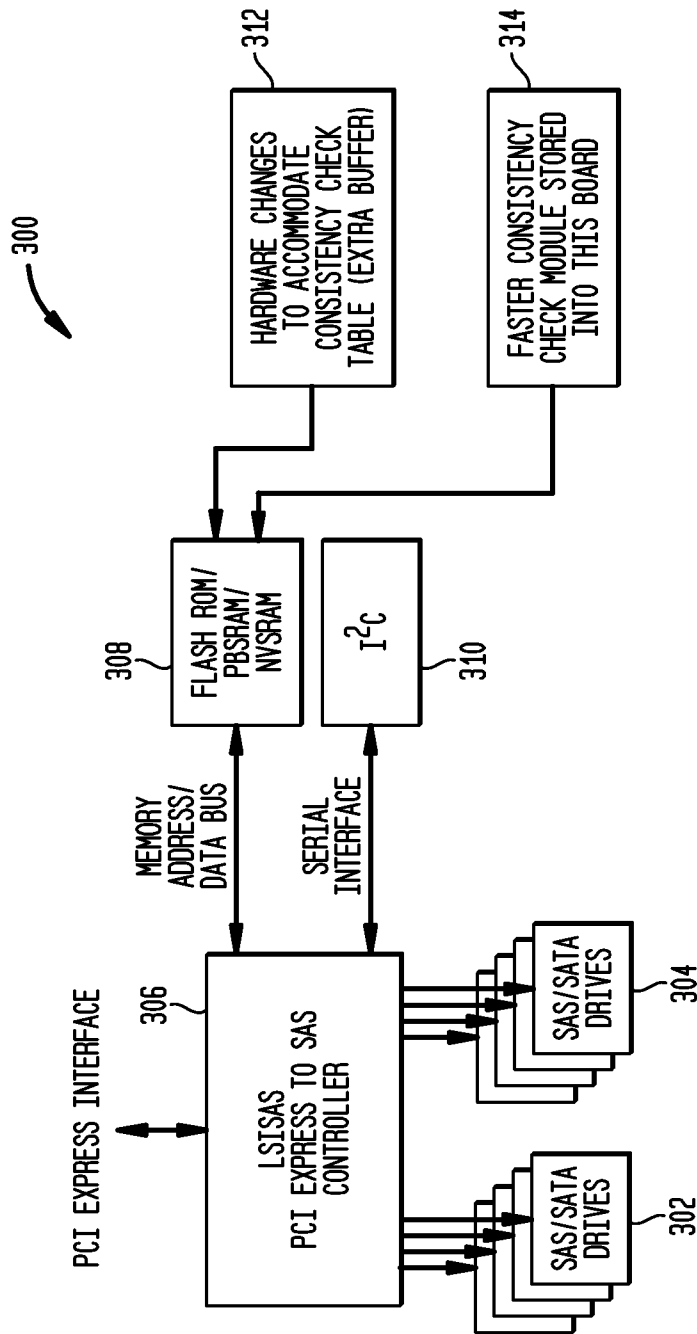 300
PCI EXPRESS INTERFACE
306
LSISAS
PCI EXPRESS TO SAS
CONTROLLER
MEMORY
ADDRESS/
DATA BUS
SERIAL
INTERFACE
308
FLASH ROM/
PBSRAM/
NVSRAM
I²C
310
312
HARDWARE CHANGES
TO ACCOMMODATE
CONSISTENCY CHECK
TABLE (EXTRA BUFFER)
314
FASTER CONSISTENCY
CHECK MODULE STORED
INTO THIS BOARD
SAS/SATA
DRIVES
302
SAS/SATA
DRIVES
304